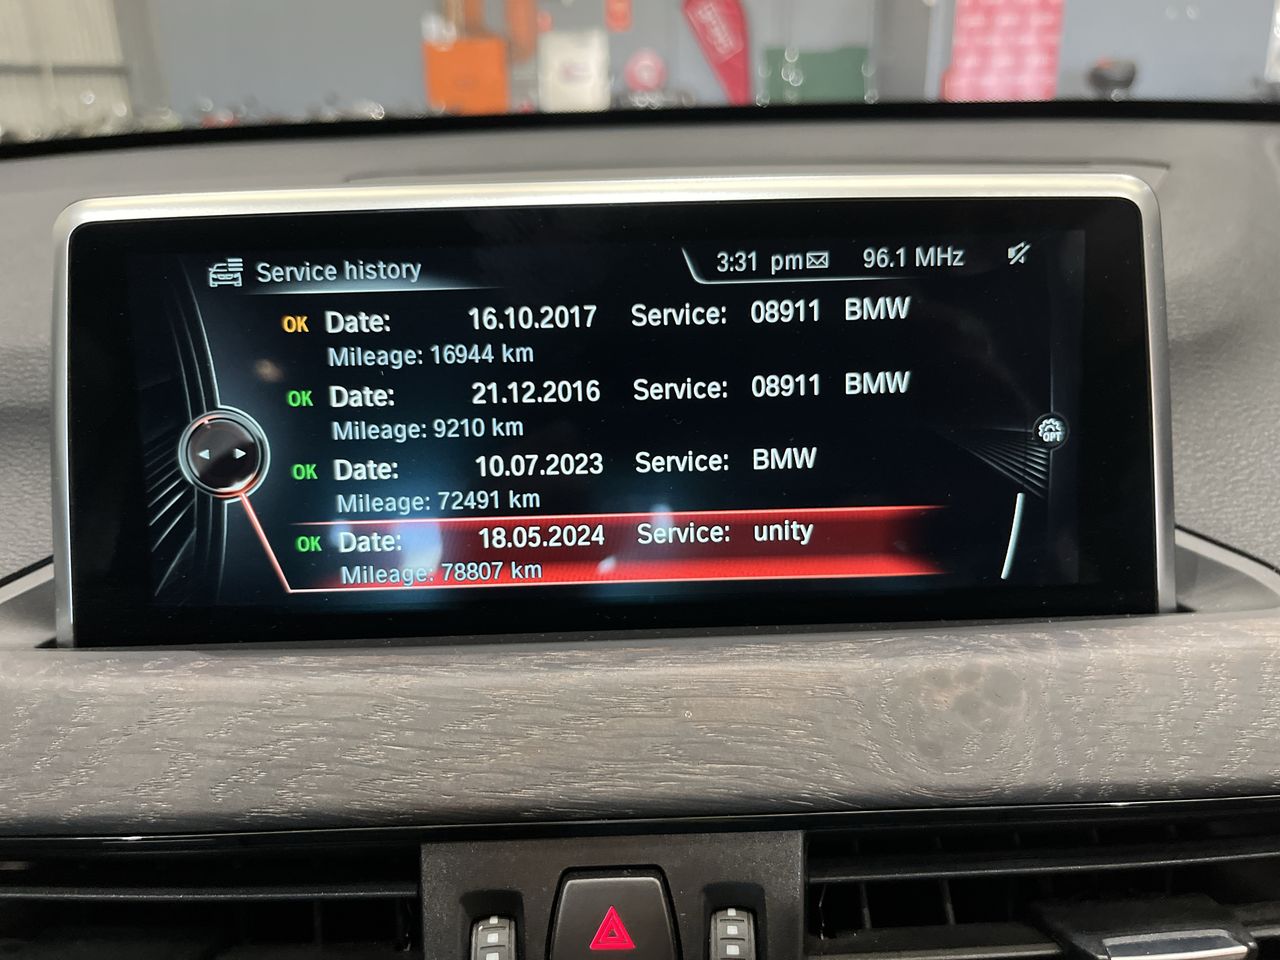 Service history
3:31 pm 96.1 MHz
OK Date: 16.10.2017 Service: 08911 BMW
Mileage: 16944 km
OK Date: 21.12.2016 Service: 08911 BMW
Mileage: 9210 km
OK Date: 10.07.2023 Service: BMW
Mileage: 72491 km
OPT
OK Date: 18.05.2024 Service: unity
Mileage: 78807 km